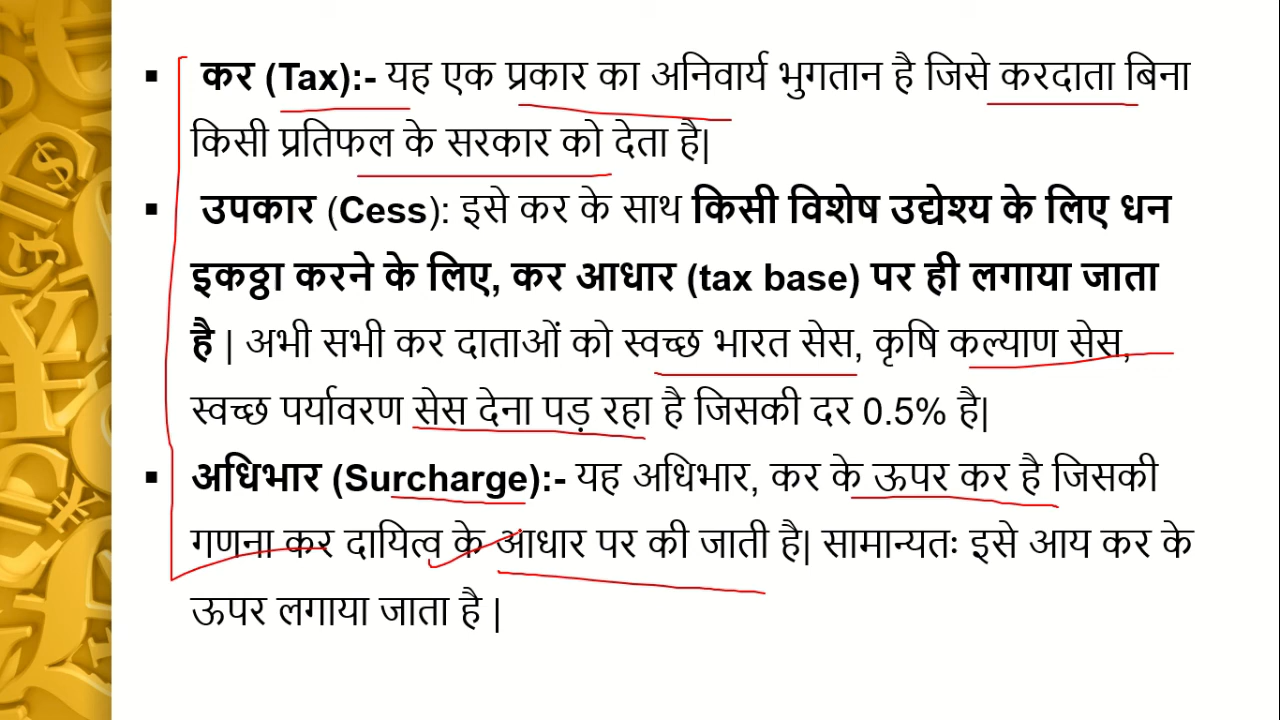 ▪ कर (Tax):- यह एक प्रकार का अनिवार्य भुगतान है जिसे करदाता बिना
किसी प्रतिफल के सरकार को देता है|
▪ उपकार (Cess): इसे कर के साथ किसी विशेष उद्येश्य के लिए धन
इकठ्ठा करने के लिए, कर आधार (tax base) पर ही लगाया जाता
है | अभी सभी कर दाताओं को स्वच्छ भारत सेस, कृषि कल्याण सेस,
स्वच्छ पर्यावरण सेस देना पड़ रहा है जिसकी दर 0.5% है|
▪ अधिभार (Surcharge):- यह अधिभार, कर के ऊपर कर है जिसकी
गणना कर दायित्व के आधार पर की जाती है| सामान्यतः इसे आय कर के
ऊपर लगाया जाता है |